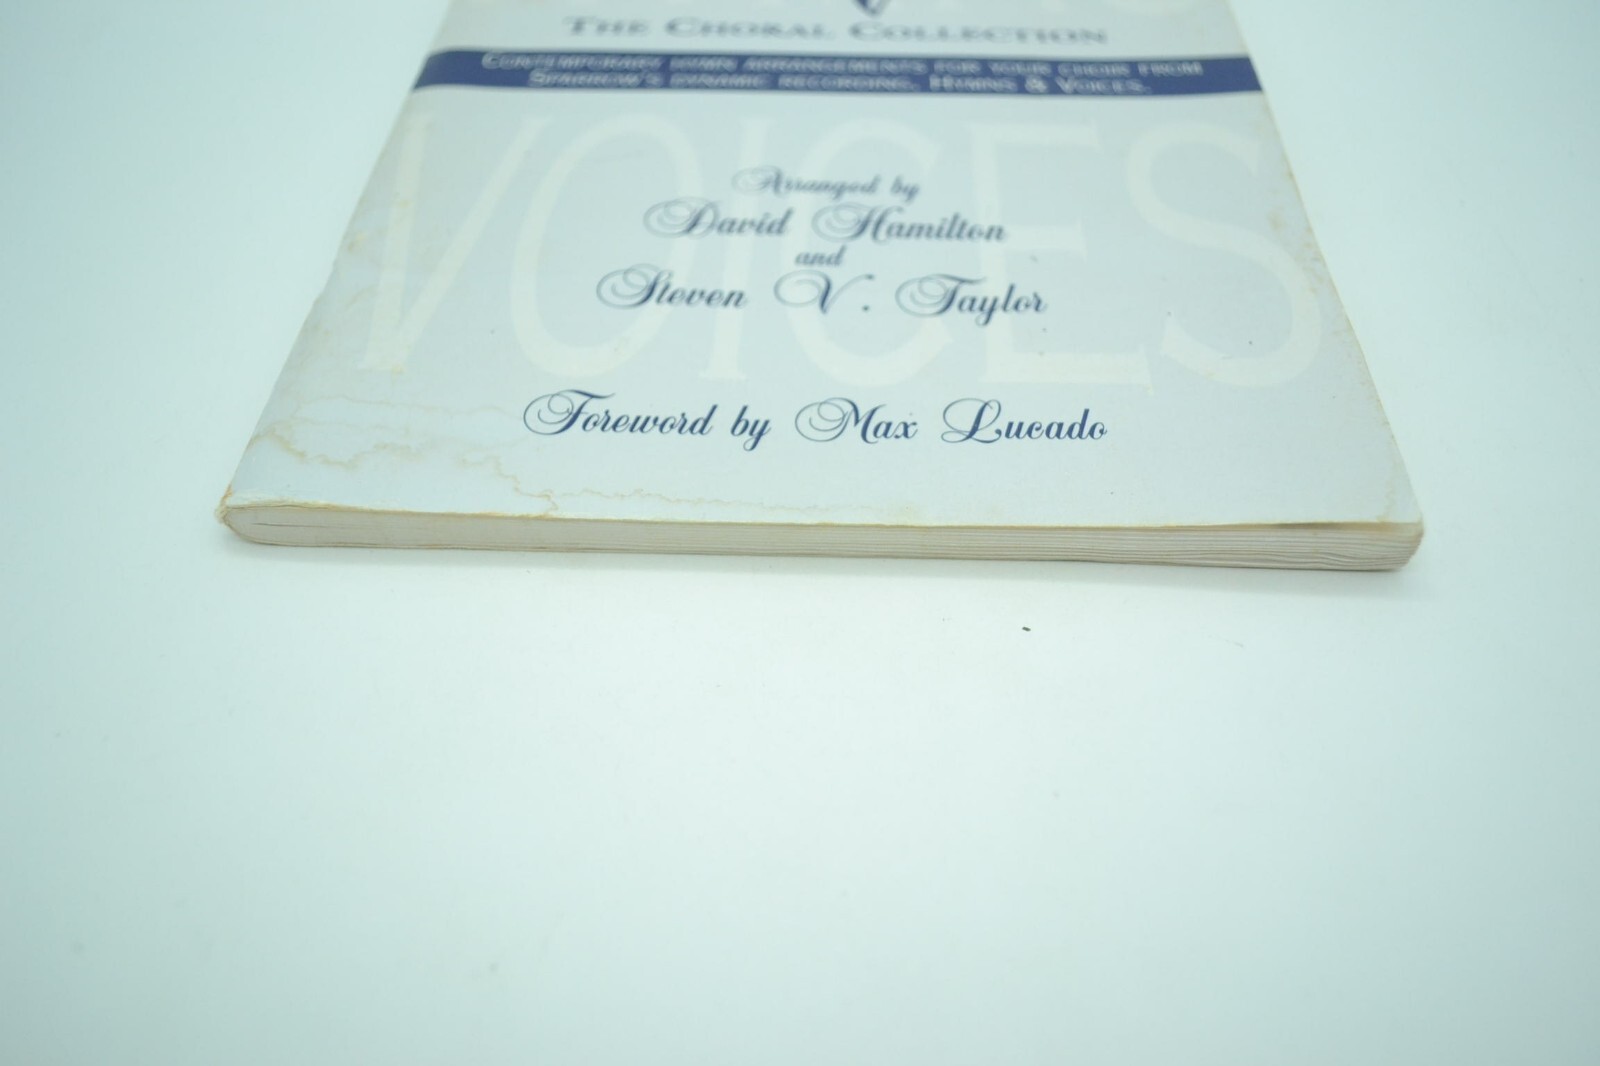 THE CHORAL COLLECTION
CONTEMPORARY HYMN ARRANGEMENTS FOR YOUR CHOIR FROM
SPARROW'S DYNAMIC RECORDING, HYMNS & VOICES.
VOICES
Arranged by
David Hamilton
and
Steven V. Taylor
Foreword by Max Lucado